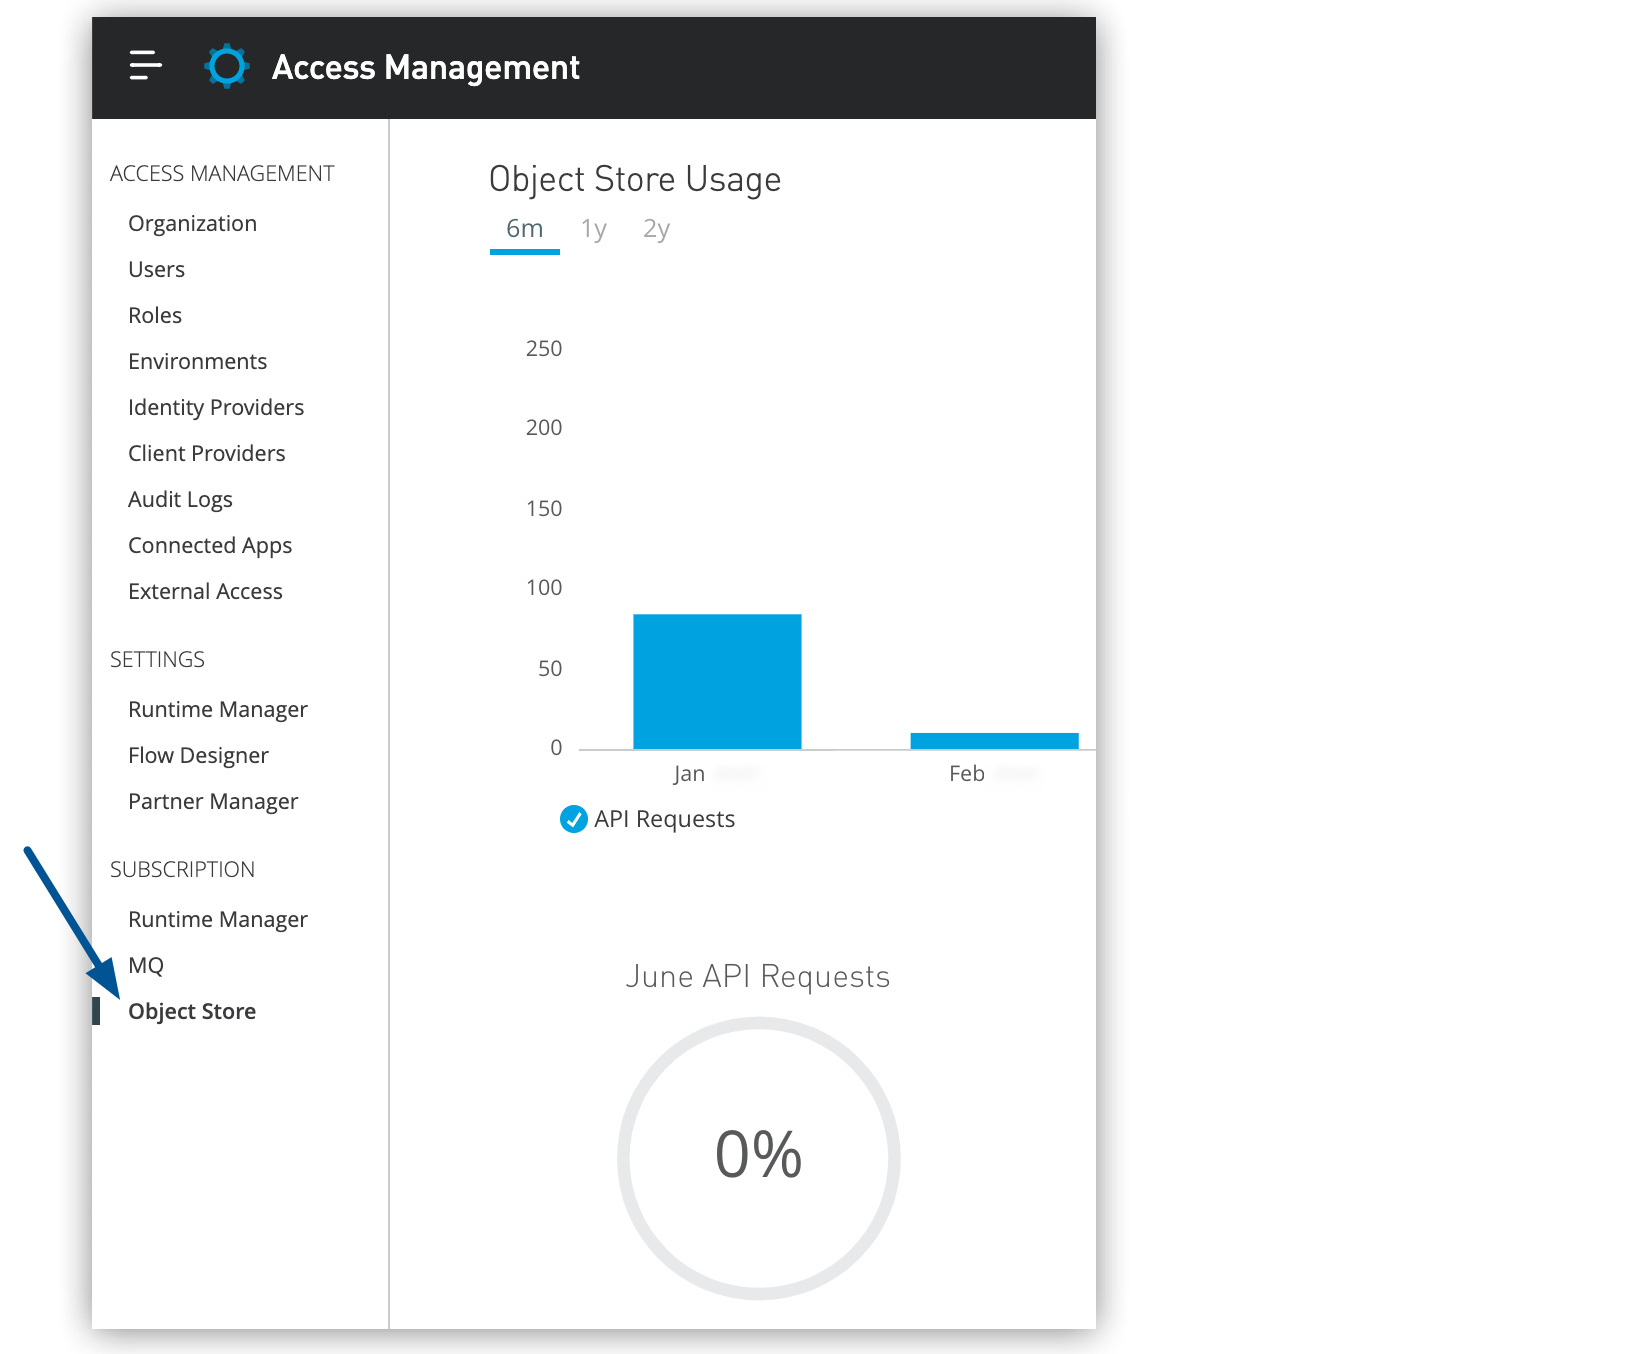 Access Management
ACCESS MANAGEMENT
Organization
Users
Roles
Environments
Identity Providers
Client Providers
Audit Logs
Connected Apps
External Access
SETTINGS
Runtime Manager
Flow Designer
Partner Manager
SUBSCRIPTION
Runtime Manager
MQ
Object Store
Object Store Usage
6m 1y 2y
250
200
150
100
50
0
Jan Feb
API Requests
June API Requests
0%